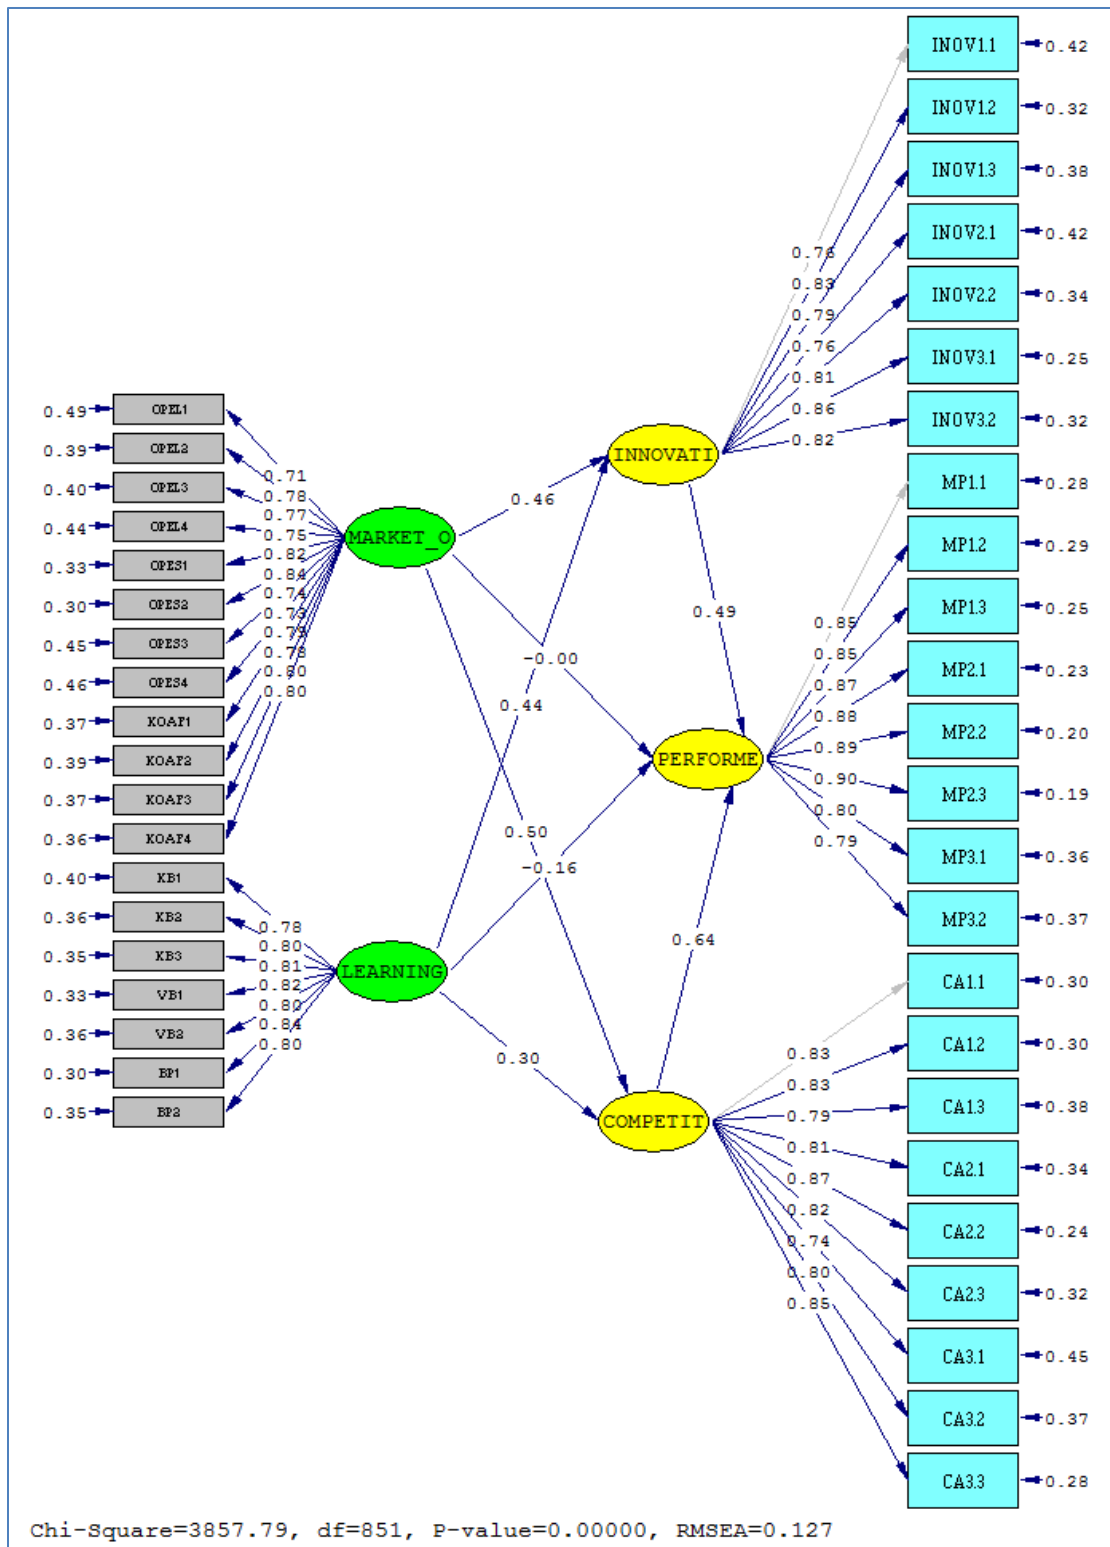 INOV1.1
0.42
INOV1.2
0.32
INOV1.3
0.38
INOV2.1
0.42
INOV2.2
0.34
INOV3.1
0.25
INOV3.2
0.32
0.76
0.83
0.79
0.76
0.81
0.86
0.82
INNOVATI
0.49 OPEL1
0.39 OPEL2
0.40 OPEL3
0.44 OPEL4
0.33 OPES1
0.30 OPES2
0.45 OPES3
0.46 OPES4
0.37 KOAF1
0.39 KOAF2
0.37 KOAF3
0.36 KOAF4
0.71
0.78
0.77
0.75
0.82
0.84
0.74
0.73
0.79
0.78
0.80
0.80
MARKET_O
0.46
-0.00
0.44
0.50
-0.16
0.49
PERFORME
0.64
0.30
MP1.1
0.28
MP1.2
0.29
MP1.3
0.25
MP2.1
0.23
MP2.2
0.20
MP2.3
0.19
MP3.1
0.36
MP3.2
0.37
0.85
0.85
0.87
0.88
0.89
0.90
0.80
0.79
0.40 KB1
0.36 KB2
0.35 KB3
0.33 VB1
0.36 VB2
0.30 BP1
0.35 BP2
0.78
0.80
0.81
0.82
0.80
0.84
0.80
LEARNING
COMPETIT
0.83
0.83
0.79
0.81
0.87
0.82
0.74
0.80
0.85
CA1.1
0.30
CA1.2
0.30
CA1.3
0.38
CA2.1
0.34
CA2.2
0.24
CA2.3
0.32
CA3.1
0.45
CA3.2
0.37
CA3.3
0.28
Chi-Square=3857.79, df=851, P-value=0.00000, RMSEA=0.127